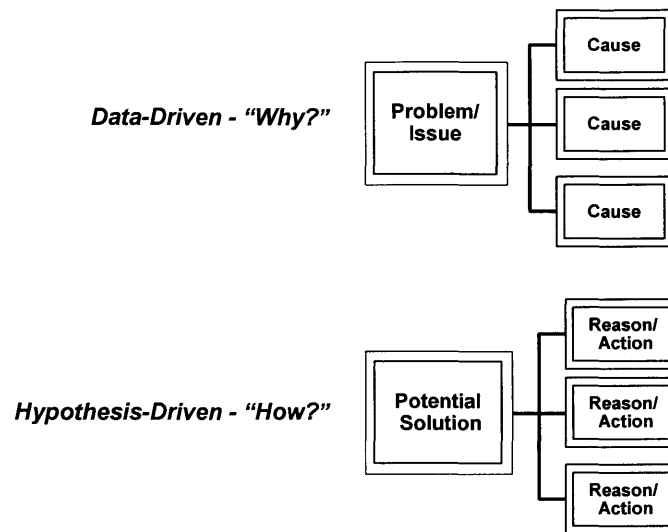 Data-Driven - “Why?”
Problem/
Issue
Cause
Cause
Cause
Hypothesis-Driven - “How?”
Potential
Solution
Reason/
Action
Reason/
Action
Reason/
Action